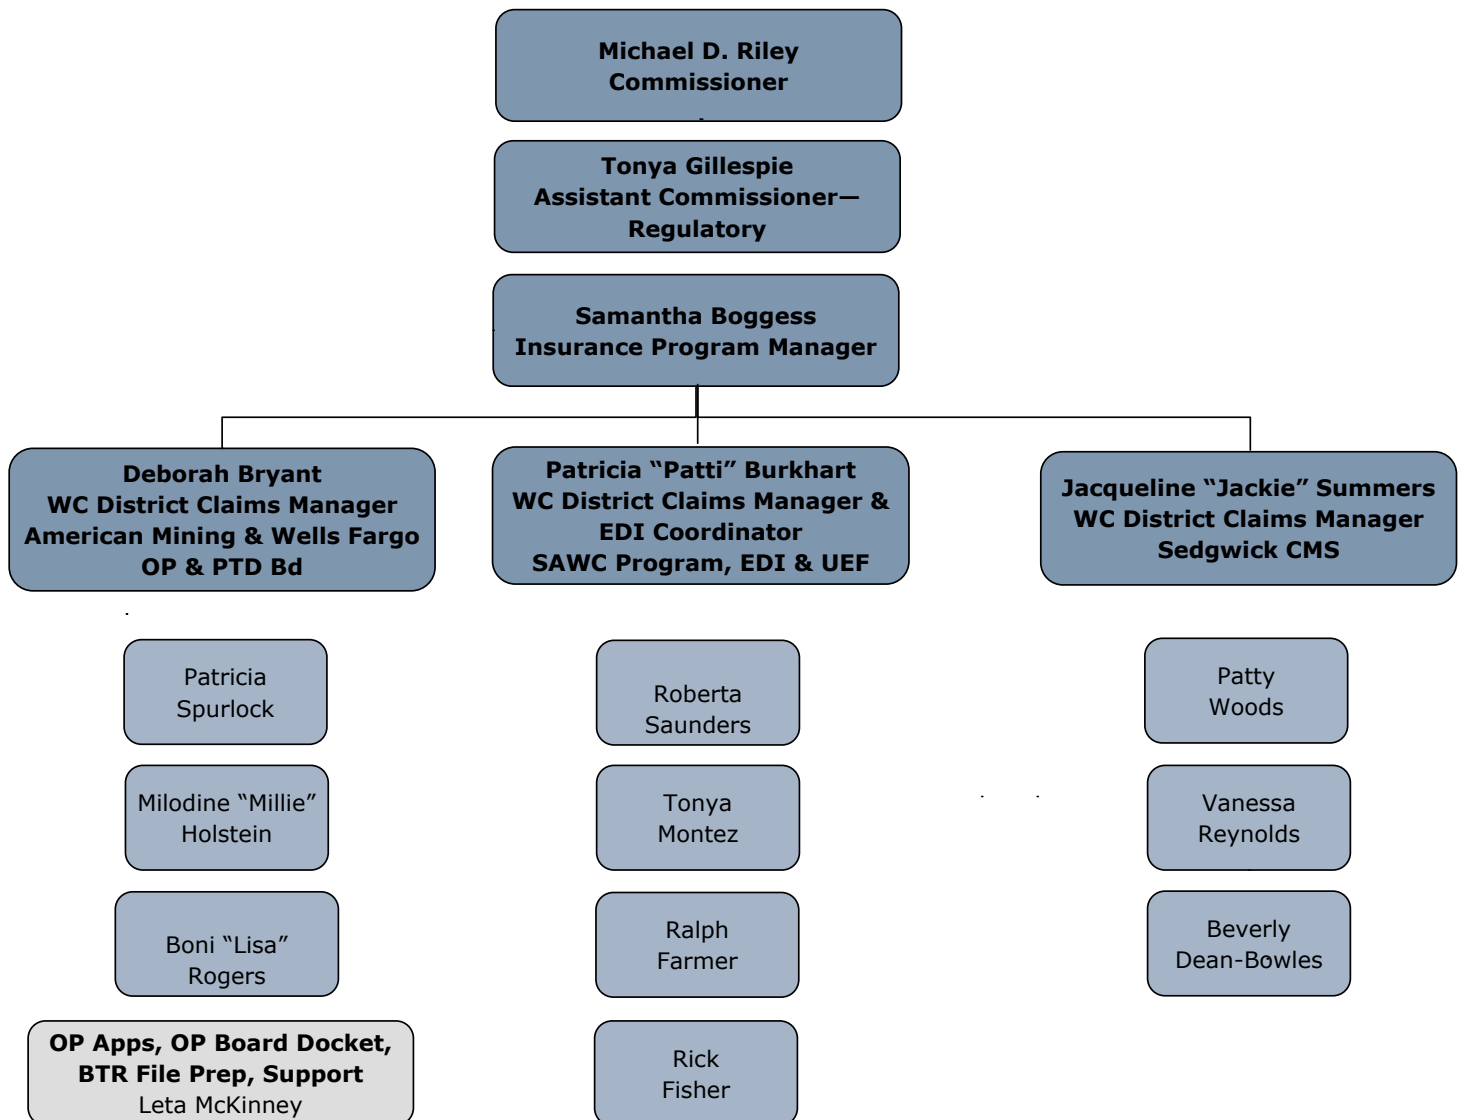 Michael D. Riley
Commissioner
Tonya Gillespie
Assistant Commissioner—
Regulatory
Samantha Boggess
Insurance Program Manager
Deborah Bryant
WC District Claims Manager
American Mining & Wells Fargo
OP & PTD Bd
Patricia “Patti” Burkhart
WC District Claims Manager &
EDI Coordinator
SAWC Program, EDI & UEF
Jacqueline “Jackie” Summers
WC District Claims Manager
Sedgwick CMS
Patricia
Spurlock
Milodine “Millie”
Holstein
Boni “Lisa”
Rogers
OP Apps, OP Board Docket,
BTR File Prep, Support
Leta McKinney
Roberta
Saunders
Tonya
Montez
Ralph
Farmer
Rick
Fisher
Patty
Woods
Vanessa
Reynolds
Beverly
Dean-Bowles